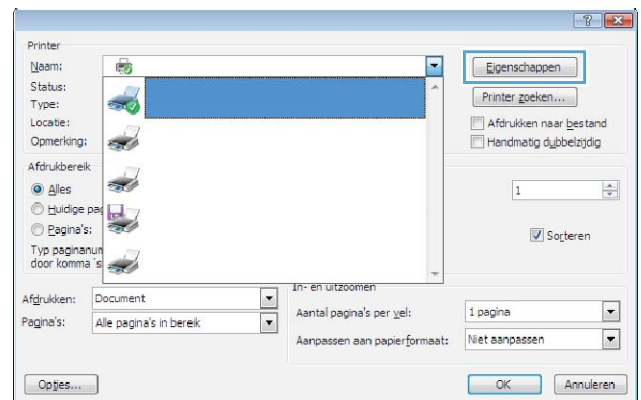 Printer
Naam:
Eigenschappen
Status:
Type:
Printer zoeken...
Locatie:
Afdrukken naar bestand
Opmerking:
Handmatig dubbelzijdig
Afdrukbereik
Alles
1
Huidige pag
Pagina's:
Sorteren
Typ paginanum
door komma's
In- en uitzoomen
Afdrukken:
Document
Aantal pagina's per vel:
1 pagina
Pagina's:
Alle pagina's in bereik
Aanpassen aan papierformaat:
Niet aanpassen
Opties...
OK
Annuleren